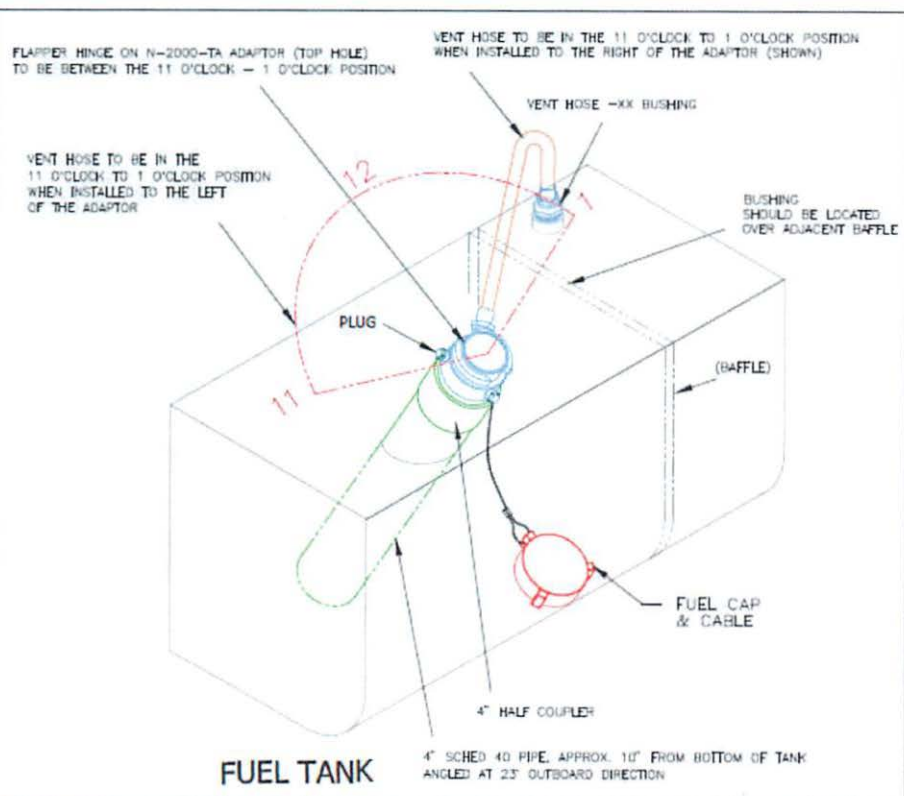 FLAPPER HINGE ON N-2000-TA ADAPTOR (TOP HOLE)
TO BE BETWEEN THE 11 O'CLOCK - 1 O'CLOCK POSITION
VENT HOSE TO BE IN THE 11 O'CLOCK TO 1 O'CLOCK POSITION
WHEN INSTALLED TO THE RIGHT OF THE ADAPTOR (SHOWN)
VENT HOSE -XX BUSHING
VENT HOSE TO BE IN THE
11 O'CLOCK TO 1 O'CLOCK POSITION
WHEN INSTALLED TO THE LEFT
OF THE ADAPTOR
12
1
BUSHING
SHOULD BE LOCATED
OVER ADJACENT BAFFLE
PLUG
11
(BAFFLE)
FUEL CAP
& CABLE
4" HALF COUPLER
4" SCHED 40 PIPE, APPROX. 10" FROM BOTTOM OF TANK
ANGLED AT 23° OUTBOARD DIRECTION
FUEL TANK